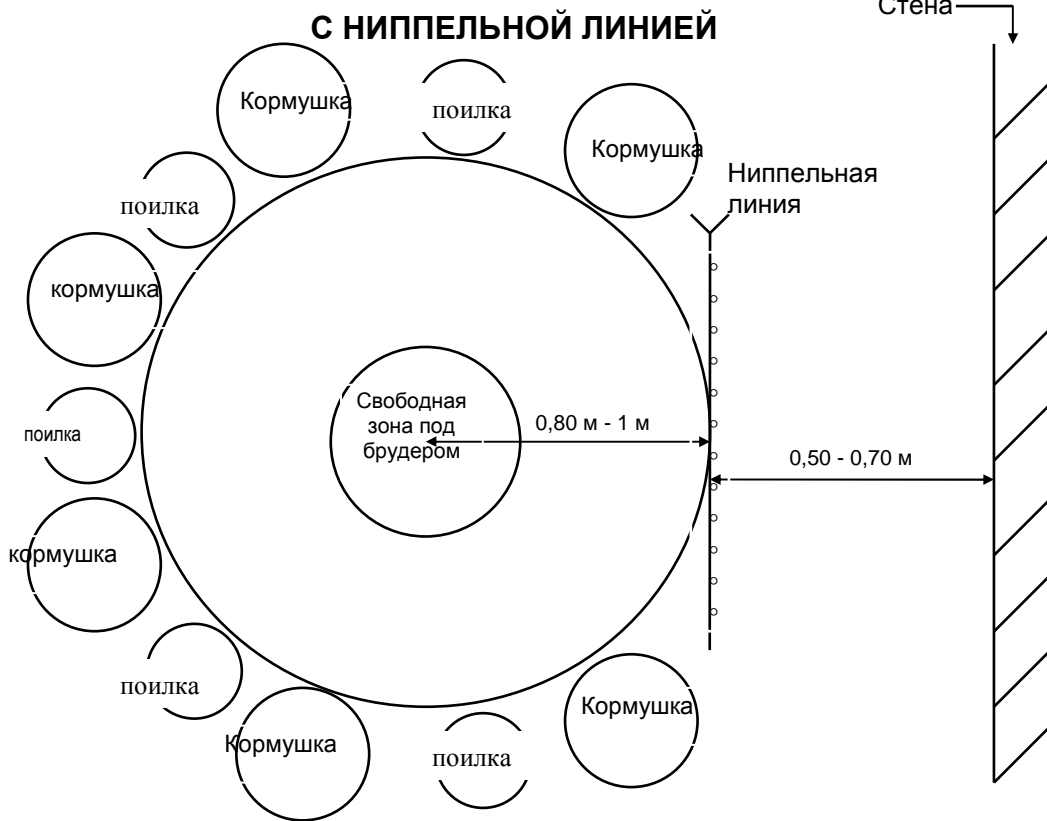 Стена
С НИППЕЛЬНОЙ ЛИНИЕЙ
Кормушка
поилка
Кормушка
Ниппельная
линия
поилка
кормушка
Свободная
зона под
брудером
0,80 м - 1 м
поилка
0,50 - 0,70 м
кормушка
поилка
Кормушка
Кормушка
поилка